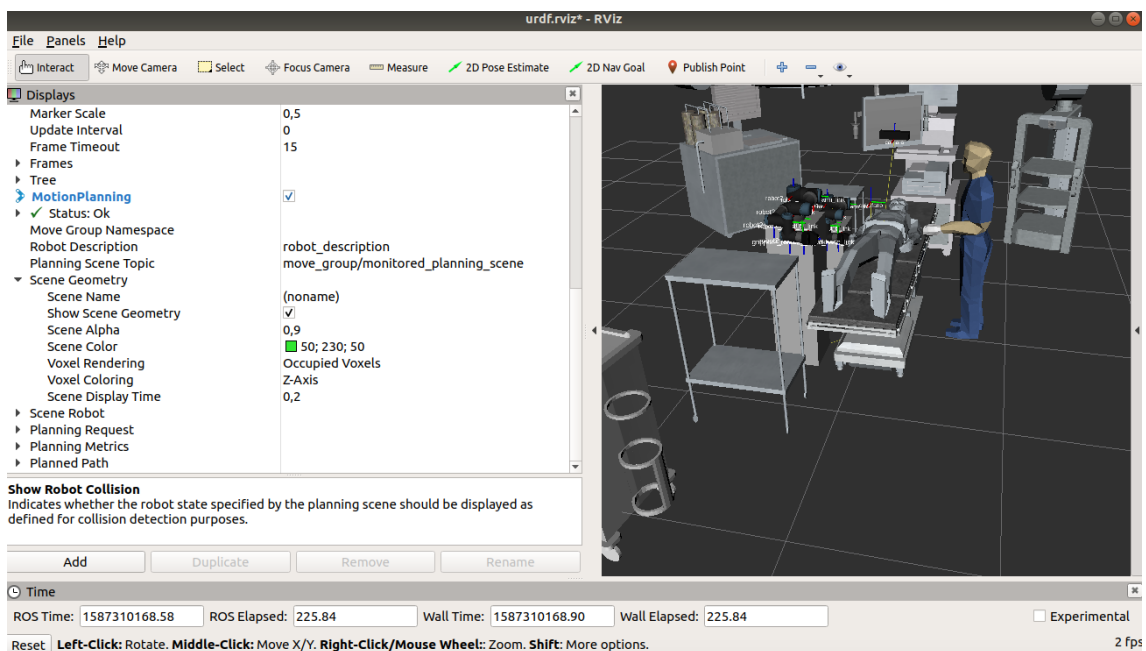 urdf.rviz* - RViz
File Panels Help
Interact Move Camera Select Focus Camera Measure 2D Pose Estimate 2D Nav Goal Publish Point
Displays
Marker Scale 0,5
Update Interval 0
Frame Timeout 15
Frames
Tree
MotionPlanning
Status: Ok
Move Group Namespace
Robot Description robot_description
Planning Scene Topic move_group/monitored_planning_scene
Scene Geometry
Scene Name (noname)
Show Scene Geometry
Scene Alpha 0,9
Scene Color 50; 230; 50
Voxel Rendering Occupied Voxels
Voxel Coloring Z-Axis
Scene Display Time 0,2
Scene Robot
Planning Request
Planning Metrics
Planned Path
Show Robot Collision
Indicates whether the robot state specified by the planning scene should be displayed as
defined for collision detection purposes.
Add Duplicate Remove Rename
Time
ROS Time: 1587310168.58 ROS Elapsed: 225.84 Wall Time: 1587310168.90 Wall Elapsed: 225.84 Experimental
Reset Left-Click: Rotate. Middle-Click: Move X/Y. Right-Click/Mouse Wheel:: Zoom. Shift: More options. 2 fps